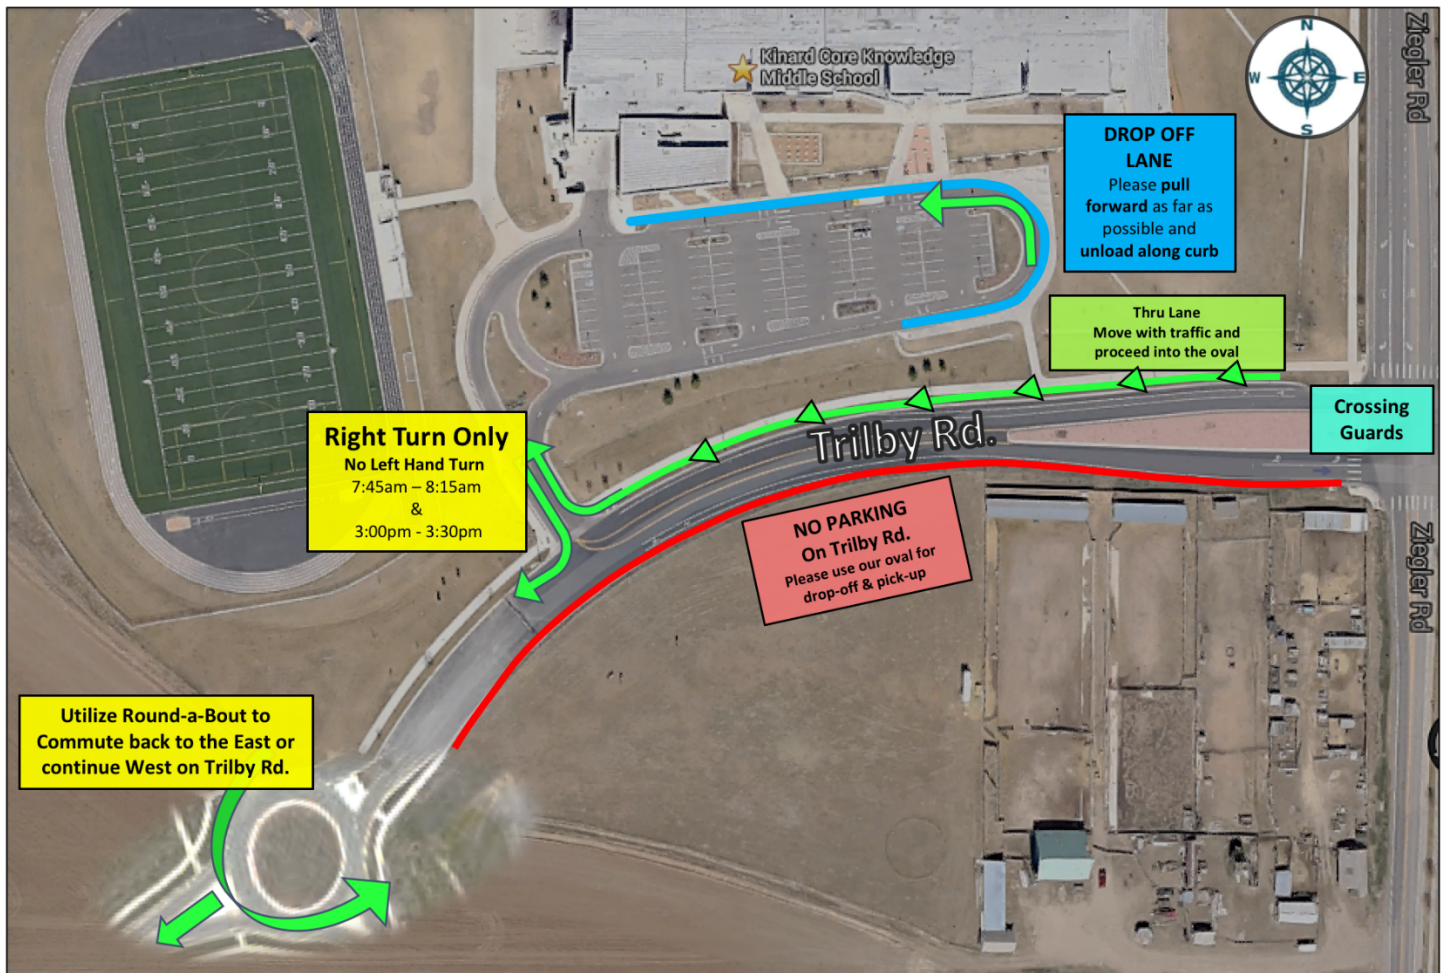 Kinard Core Knowledge
Middle School
N
W
E
S
Ziegler Rd
DROP OFF
LANE
Please pull
forward as far as
possible and
unload along curb
Thru Lane
Move with traffic and
proceed into the oval
Crossing
Guards
Trilby Rd.
Right Turn Only
No Left Hand Turn
7:45am – 8:15am
&
3:00pm - 3:30pm
NO PARKING
On Trilby Rd.
Please use our oval for
drop-off & pick-up
Ziegler Rd
Utilize Round-a-Bout to
Commute back to the East or
continue West on Trilby Rd.